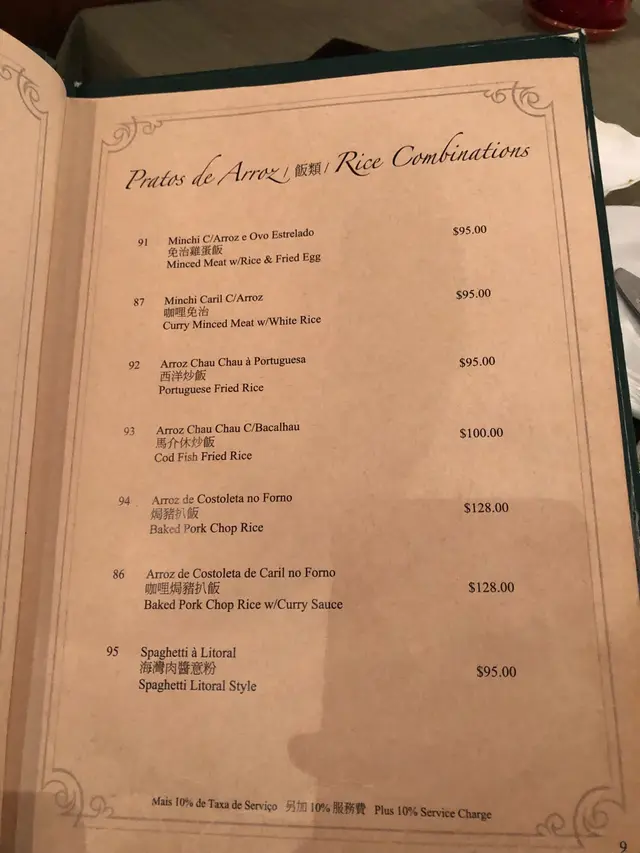 Pratos de Arroz / 飯類 / Rice Combinations
91 Minchi C/Arroz e Ovo Estrelado $95.00
免治雞蛋飯
Minced Meat w/Rice & Fried Egg
87 Minchi Caril C/Arroz $95.00
咖哩免治
Curry Minced Meat w/White Rice
92 Arroz Chau Chau à Portuguesa $95.00
西洋炒飯
Portuguese Fried Rice
93 Arroz Chau Chau C/Bacalhau $100.00
馬介休炒飯
Cod Fish Fried Rice
94 Arroz de Costoleta no Forno $128.00
焗豬扒飯
Baked Pork Chop Rice
86 Arroz de Costoleta de Caril no Forno $128.00
咖哩焗豬扒飯
Baked Pork Chop Rice w/Curry Sauce
95 Spaghetti à Litoral $95.00
海灣肉醬意粉
Spaghetti Litoral Style
Mais 10% de Taxa de Serviço 另加 10% 服務費 Plus 10% Service Charge
9